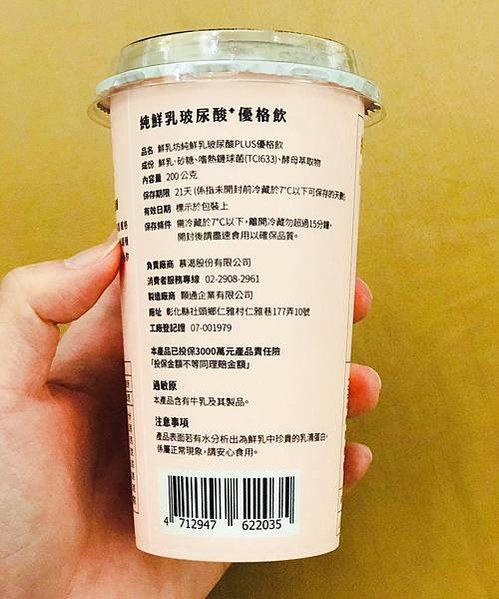 純鮮乳玻尿酸+優格飲
品名 鮮乳坊純鮮乳玻尿酸PLUS優格飲
成份 鮮乳、砂糖、嗜熱鏈球菌(TCI633)、酵母萃取物
內容量 200公克
保存期限 21天(係指未開封前冷藏于7°C以下可保存的天數)
有效日期 標示於包裝上
保存條件 需冷藏於7°C以下,離開冷藏勿超過15分鐘,
開封後請盡速食用以確保品質。
負責廠商 慕渴股份有限公司
消費者服務專線 02-2908-2961
製造廠商 顆通企業有限公司
廠址 彰化縣社頭鄉仁雅村仁雅巷177弄10號
工廠登記證 07-001979
本產品已投保3000萬元產品責任險
「投保金額不等同理賠金額」
過敏原
本產品含有牛乳及其製品。
注意事項
產品表面若有水分析出為鮮乳中珍貴的乳清蛋白,
係屬正常現象,請安心食用。
4 712947 622035